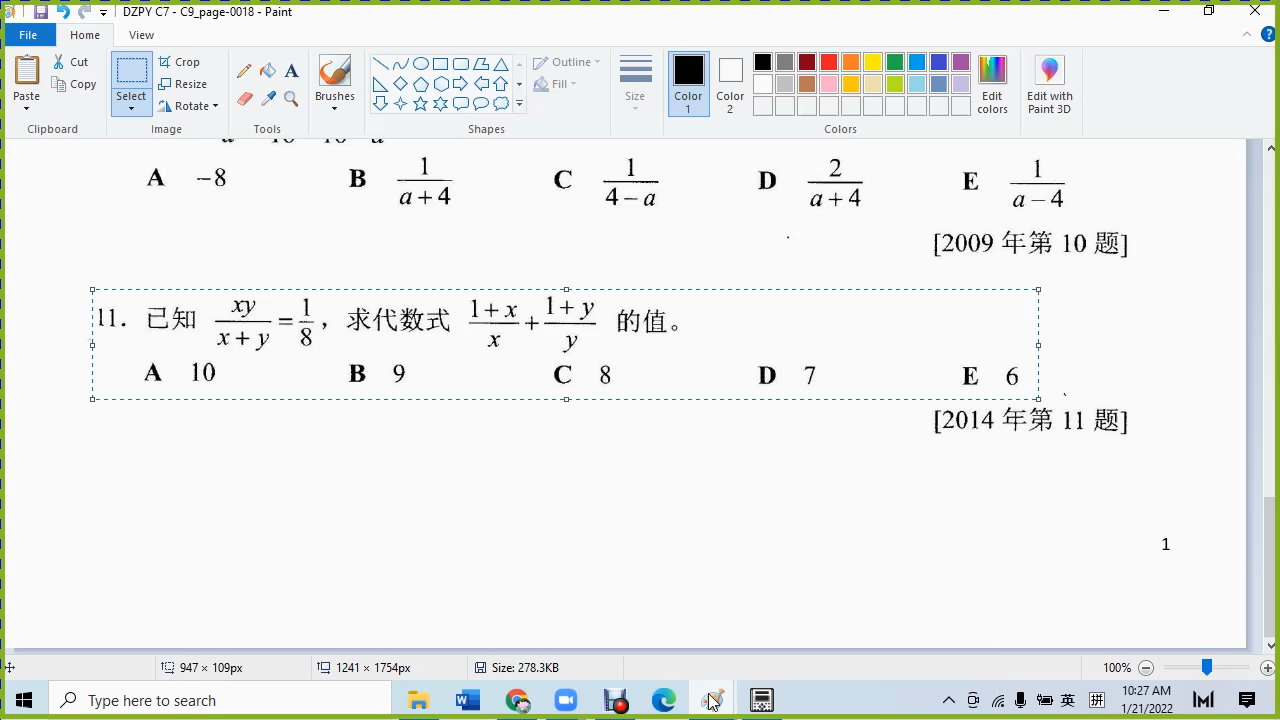 DZPY C7 - C9_page-0018 - Paint
File Home View
Paste Cut Copy Select Crop Resize Rotate Brushes Outline Fill Size Color 1 Color 2 Edit colors Edit with Paint 3D
Clipboard Image Tools Shapes Colors
A −8 B 1/(a+4) C 1/(4−a) D 2/(a+4) E 1/(a−4)
[2009 年第 10 题]
11. 已知 xy/(x+y) = 1/8，求代数式 (1+x)/x + (1+y)/y 的值。
A 10 B 9 C 8 D 7 E 6
[2014 年第 11 题]
1
947 × 109px 1241 × 1754px Size: 278.3KB 100%
Type here to search 英 拼 10:27 AM
1/21/2022